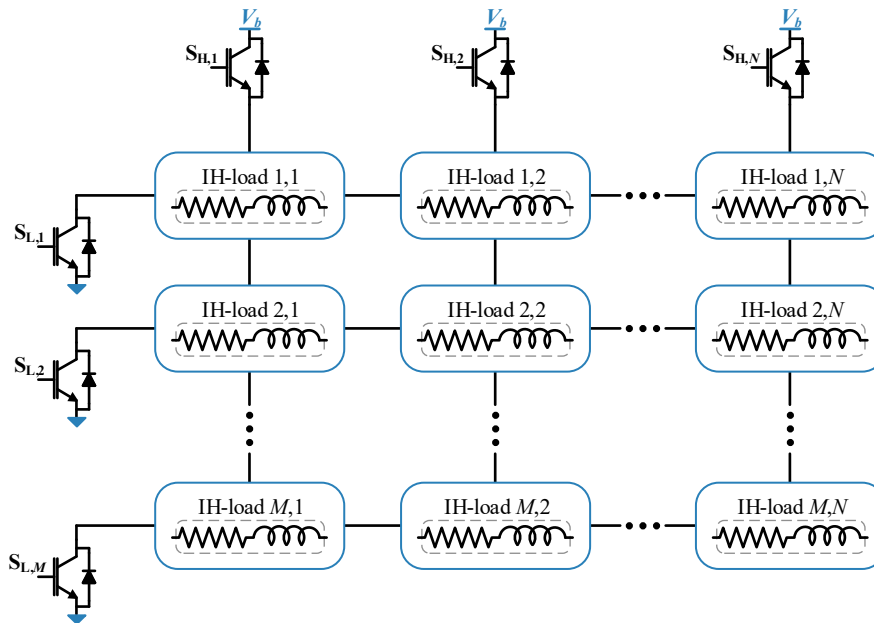 V_b V_b V_b
S_H,1 S_H,2 S_H,N
IH-load 1,1 IH-load 1,2 IH-load 1,N
S_L,1
IH-load 2,1 IH-load 2,2 IH-load 2,N
S_L,2
IH-load M,1 IH-load M,2 IH-load M,N
S_L,M